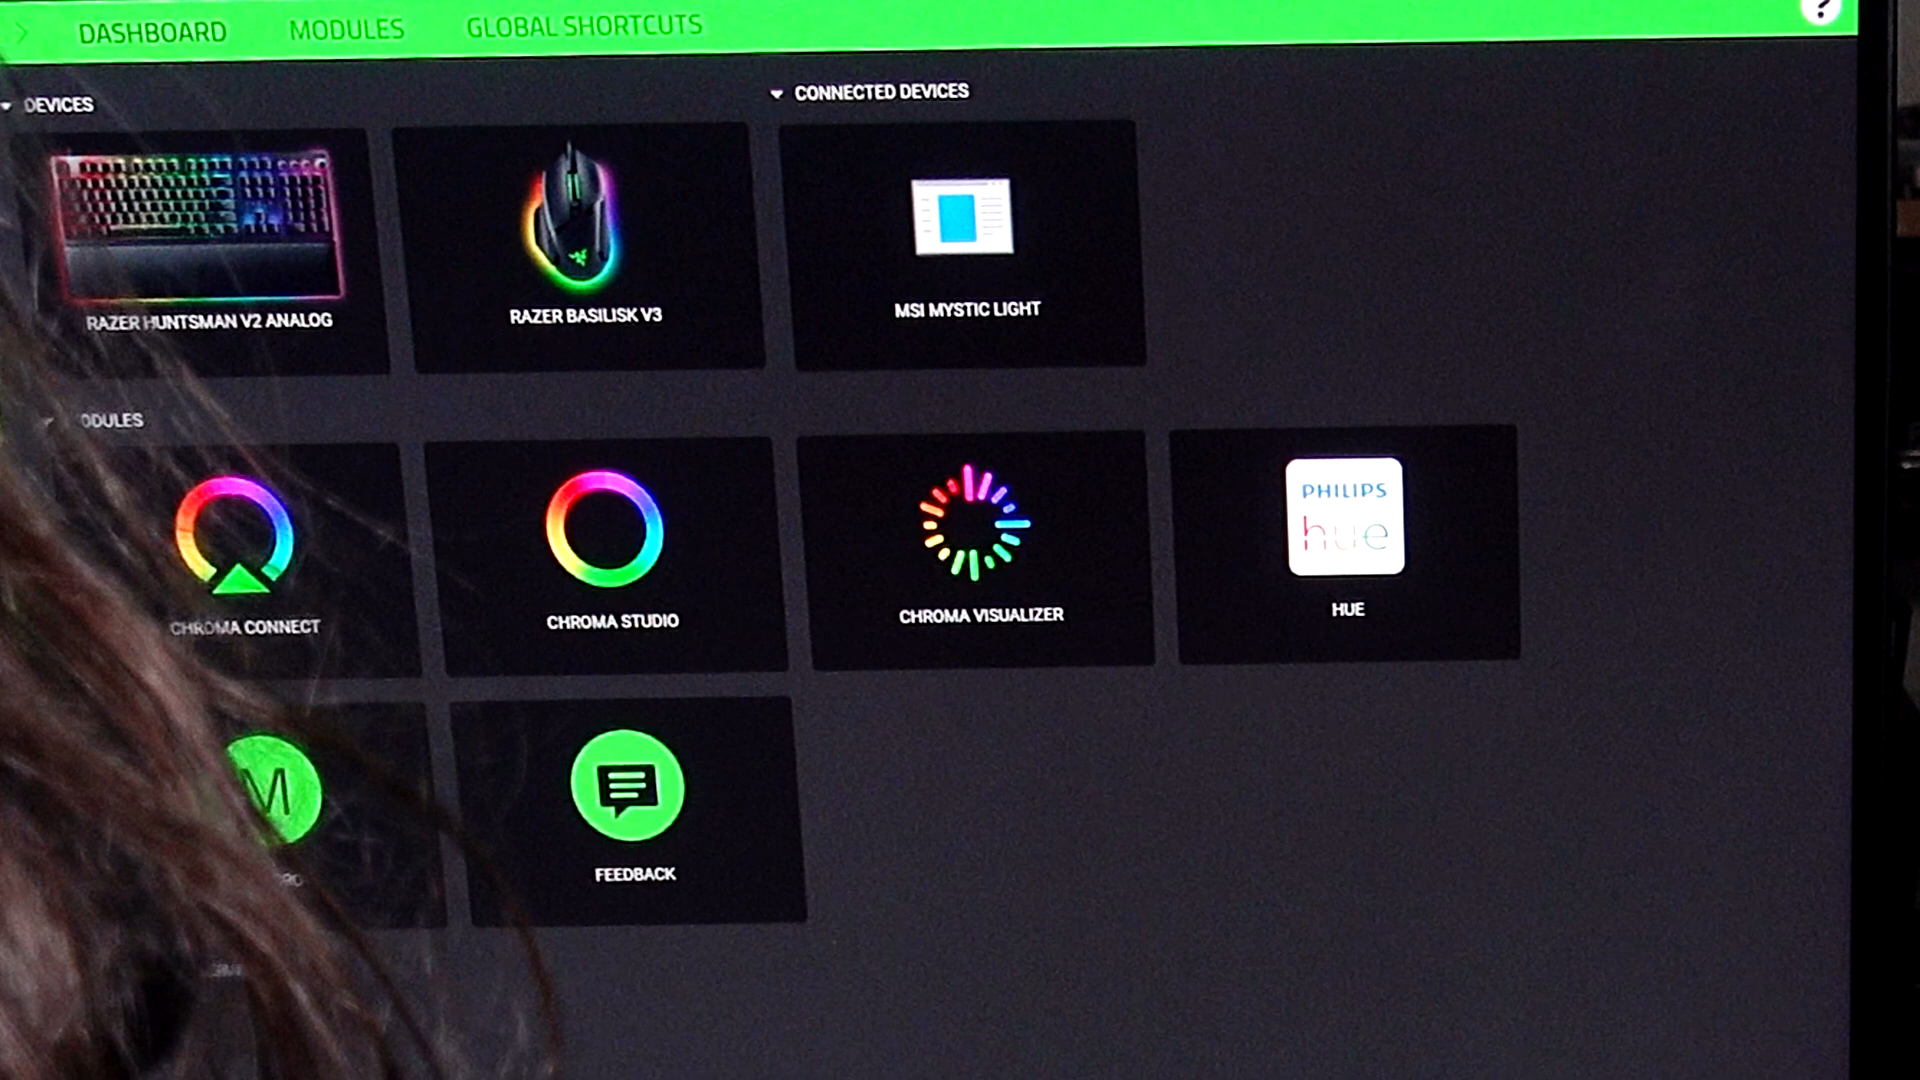 DASHBOARD MODULES GLOBAL SHORTCUTS ?
DEVICES
CONNECTED DEVICES
RAZER HUNTSMAN V2 ANALOG
RAZER BASILISK V3
MSI MYSTIC LIGHT
ODULES
CHROMA CONNECT
CHROMA STUDIO
CHROMA VISUALIZER
PHILIPS
hue
HUE
M
FEEDBACK